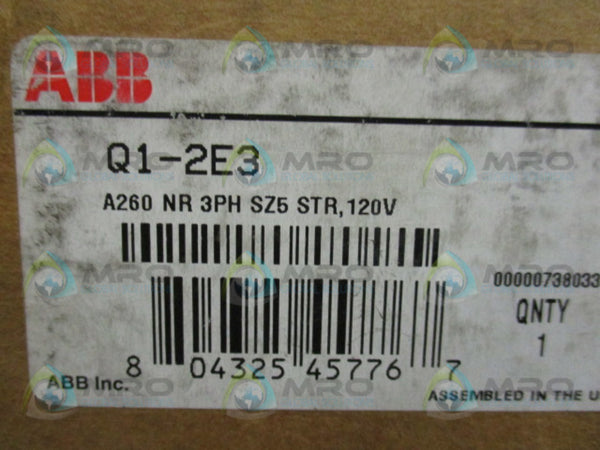 ABB
Q1-2E3
A260 NR 3PH SZ5 STR,120V
00000738033
QNTY
1
8 04325 45776 7
ABB Inc.
ASSEMBLED IN THE U
MRO